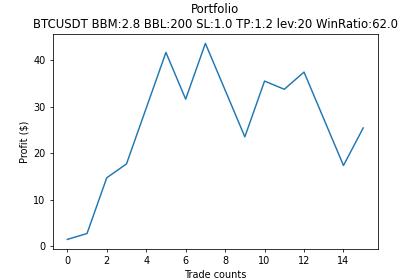 Portfolio
BTCUSDT BBM:2.8 BBL:200 SL:1.0 TP:1.2 lev:20 WinRatio:62.0
40
30
20
10
0
Profit ($)
0 2 4 6 8 10 12 14
Trade counts